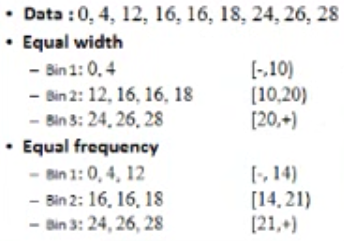 • Data : 0, 4, 12, 16, 16, 18, 24, 26, 28
• Equal width
– Bin 1: 0, 4 [-,10)
– Bin 2: 12, 16, 16, 18 [10,20)
– Bin 3: 24, 26, 28 [20,+)
• Equal frequency
– Bin 1: 0, 4, 12 [-, 14)
– Bin 2: 16, 16, 18 [14, 21)
– Bin 3: 24, 26, 28 [21,+)